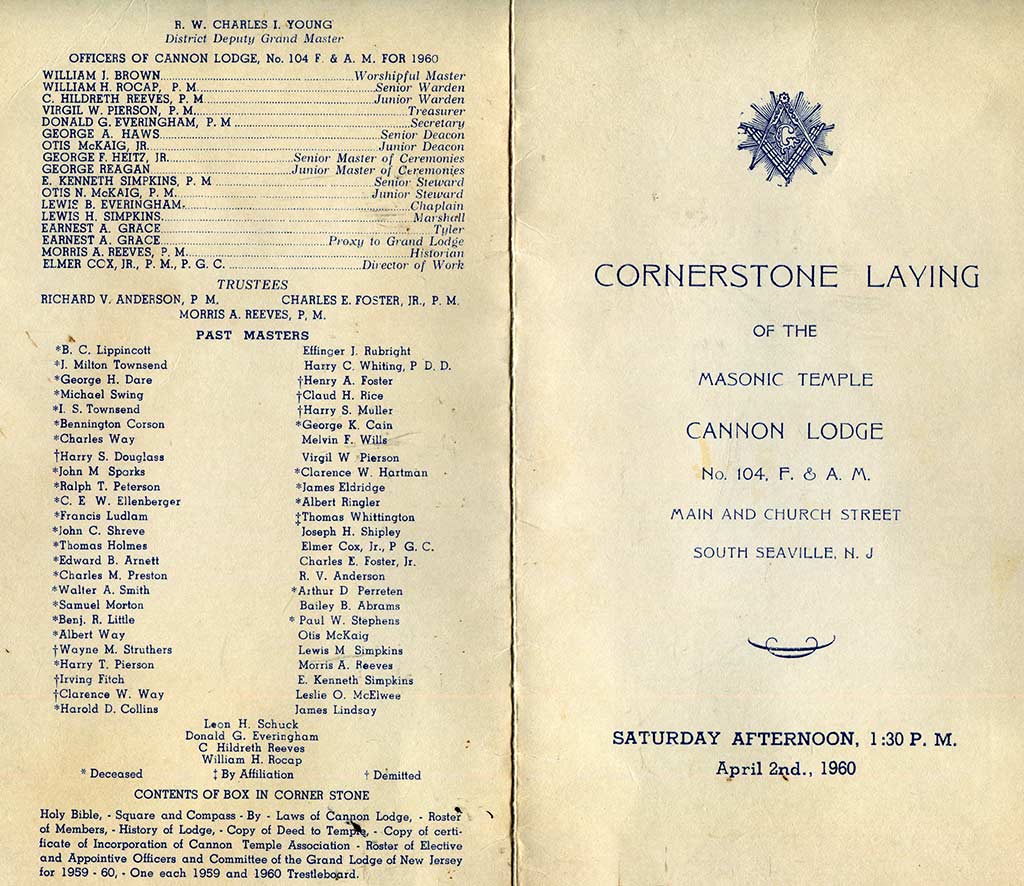 R. W. CHARLES I. YOUNG
District Deputy Grand Master
OFFICERS OF CANNON LODGE, No. 104 F. & A. M. FOR 1960
WILLIAM J. BROWN Worshipful Master
WILLIAM H. ROCAP, P. M. Senior Warden
C. HILDRETH REEVES, P. M. Junior Warden
VIRGIL W. PIERSON, P. M. Treasurer
DONALD G. EVERINGHAM, P. M Secretary
GEORGE A. HAWS Senior Deacon
OTIS McKAIG, JR. Junior Deacon
GEORGE F. HEITZ, JR. Senior Master of Ceremonies
GEORGE REAGAN Junior Master of Ceremonies
E. KENNETH SIMPKINS, P. M Senior Steward
OTIS N. McKAIG, P. M. Junior Steward
LEWIS B. EVERINGHAM Chaplain
LEWIS H. SIMPKINS Marshall
EARNEST A. GRACE Tyler
EARNEST A. GRACE Proxy to Grand Lodge
MORRIS A. REEVES, P. M. Historian
ELMER COX, JR., P. M., P. G. C. Director of Work
TRUSTEES
RICHARD V. ANDERSON, P M. CHARLES E. FOSTER, JR., P. M.
MORRIS A. REEVES, P. M.
PAST MASTERS
*B. C. Lippincott Effinger J. Rubright
*J. Milton Townsend Harry C. Whiting, P D. D.
*George H. Dare †Henry A. Foster
*Michael Swing †Claud H. Rice
*I. S. Townsend †Harry S. Muller
*Bennington Corson *George K. Cain
*Charles Way Melvin F. Wills
†Harry S. Douglass Virgil W Pierson
*John M Sparks *Clarence W. Hartman
*Ralph T. Peterson *James Eldridge
*C. E W. Ellenberger *Albert Ringler
*Francis Ludlam ‡Thomas Whittington
*John C. Shreve Joseph H. Shipley
*Thomas Holmes Elmer Cox, Jr., P G. C.
*Edward B. Arnett Charles E. Foster, Jr.
*Charles M. Preston R. V. Anderson
*Walter A. Smith *Arthur D Perreten
*Samuel Morton Bailey B. Abrams
*Benj. R. Little * Paul W. Stephens
*Albert Way Otis McKaig
†Wayne M. Struthers Lewis M Simpkins
*Harry T. Pierson Morris A. Reeves
†Irving Fitch E. Kenneth Simpkins
†Clarence W. Way Leslie O. McElwee
*Harold D. Collins James Lindsay
Leon H. Schuck
Donald G. Everingham
C Hildreth Reeves
William H. Rocap
* Deceased ‡ By Affiliation † Demitted
CONTENTS OF BOX IN CORNER STONE
Holy Bible, - Square and Compass - By - Laws of Cannon Lodge, - Roster
of Members, - History of Lodge, - Copy of Deed to Temple, - Copy of certi-
ficate of Incorporation of Cannon Temple Association - Roster of Elective
and Appointive Officers and Committee of the Grand Lodge of New Jersey
for 1959 - 60, - One each 1959 and 1960 Trestleboard.
G
CORNERSTONE LAYING
OF THE
MASONIC TEMPLE
CANNON LODGE
No. 104, F. & A. M.
MAIN AND CHURCH STREET
SOUTH SEAVILLE, N. J
SATURDAY AFTERNOON, 1:30 P. M.
April 2nd., 1960